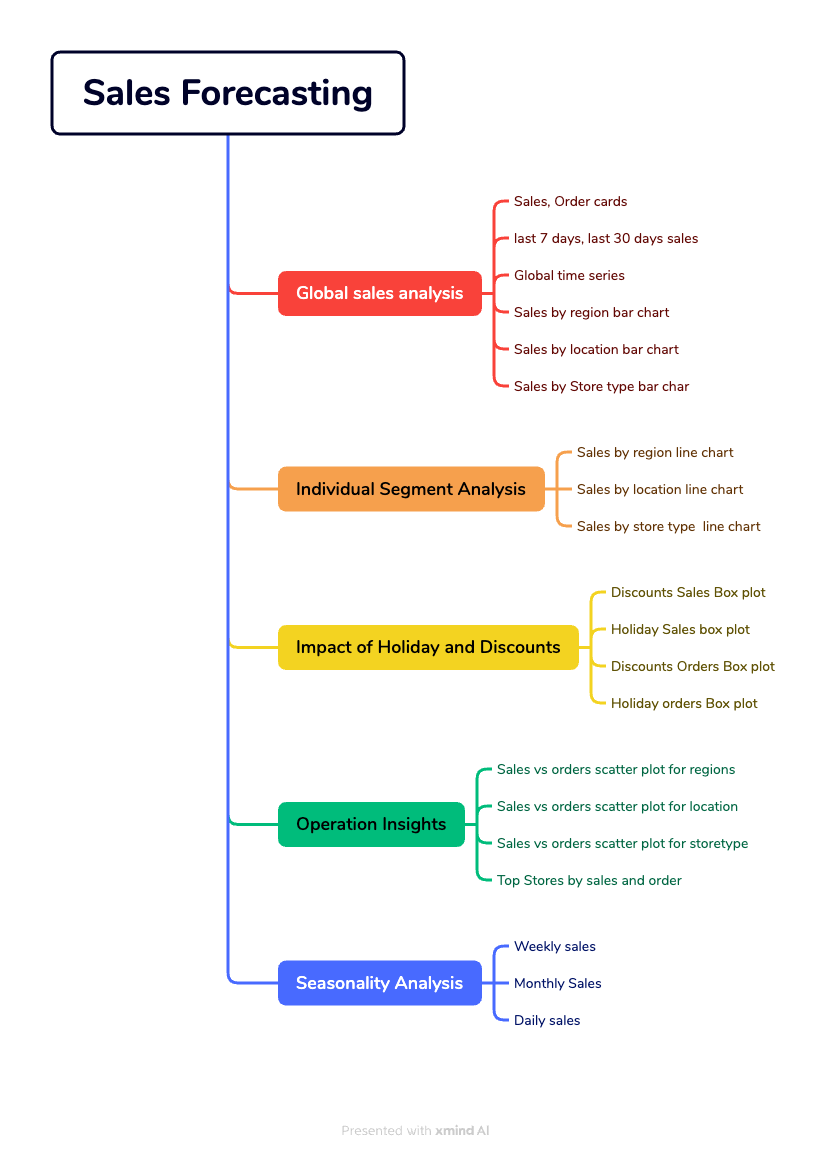 Sales Forecasting
Global sales analysis
Sales, Order cards
last 7 days, last 30 days sales
Global time series
Sales by region bar chart
Sales by location bar chart
Sales by Store type bar char
Individual Segment Analysis
Sales by region line chart
Sales by location line chart
Sales by store type  line chart
Impact of Holiday and Discounts
Discounts Sales Box plot
Holiday Sales box plot
Discounts Orders Box plot
Holiday orders Box plot
Operation Insights
Sales vs orders scatter plot for regions
Sales vs orders scatter plot for location
Sales vs orders scatter plot for storetype
Top Stores by sales and order
Seasonality Analysis
Weekly sales
Monthly Sales
Daily sales
Presented with xmind AI